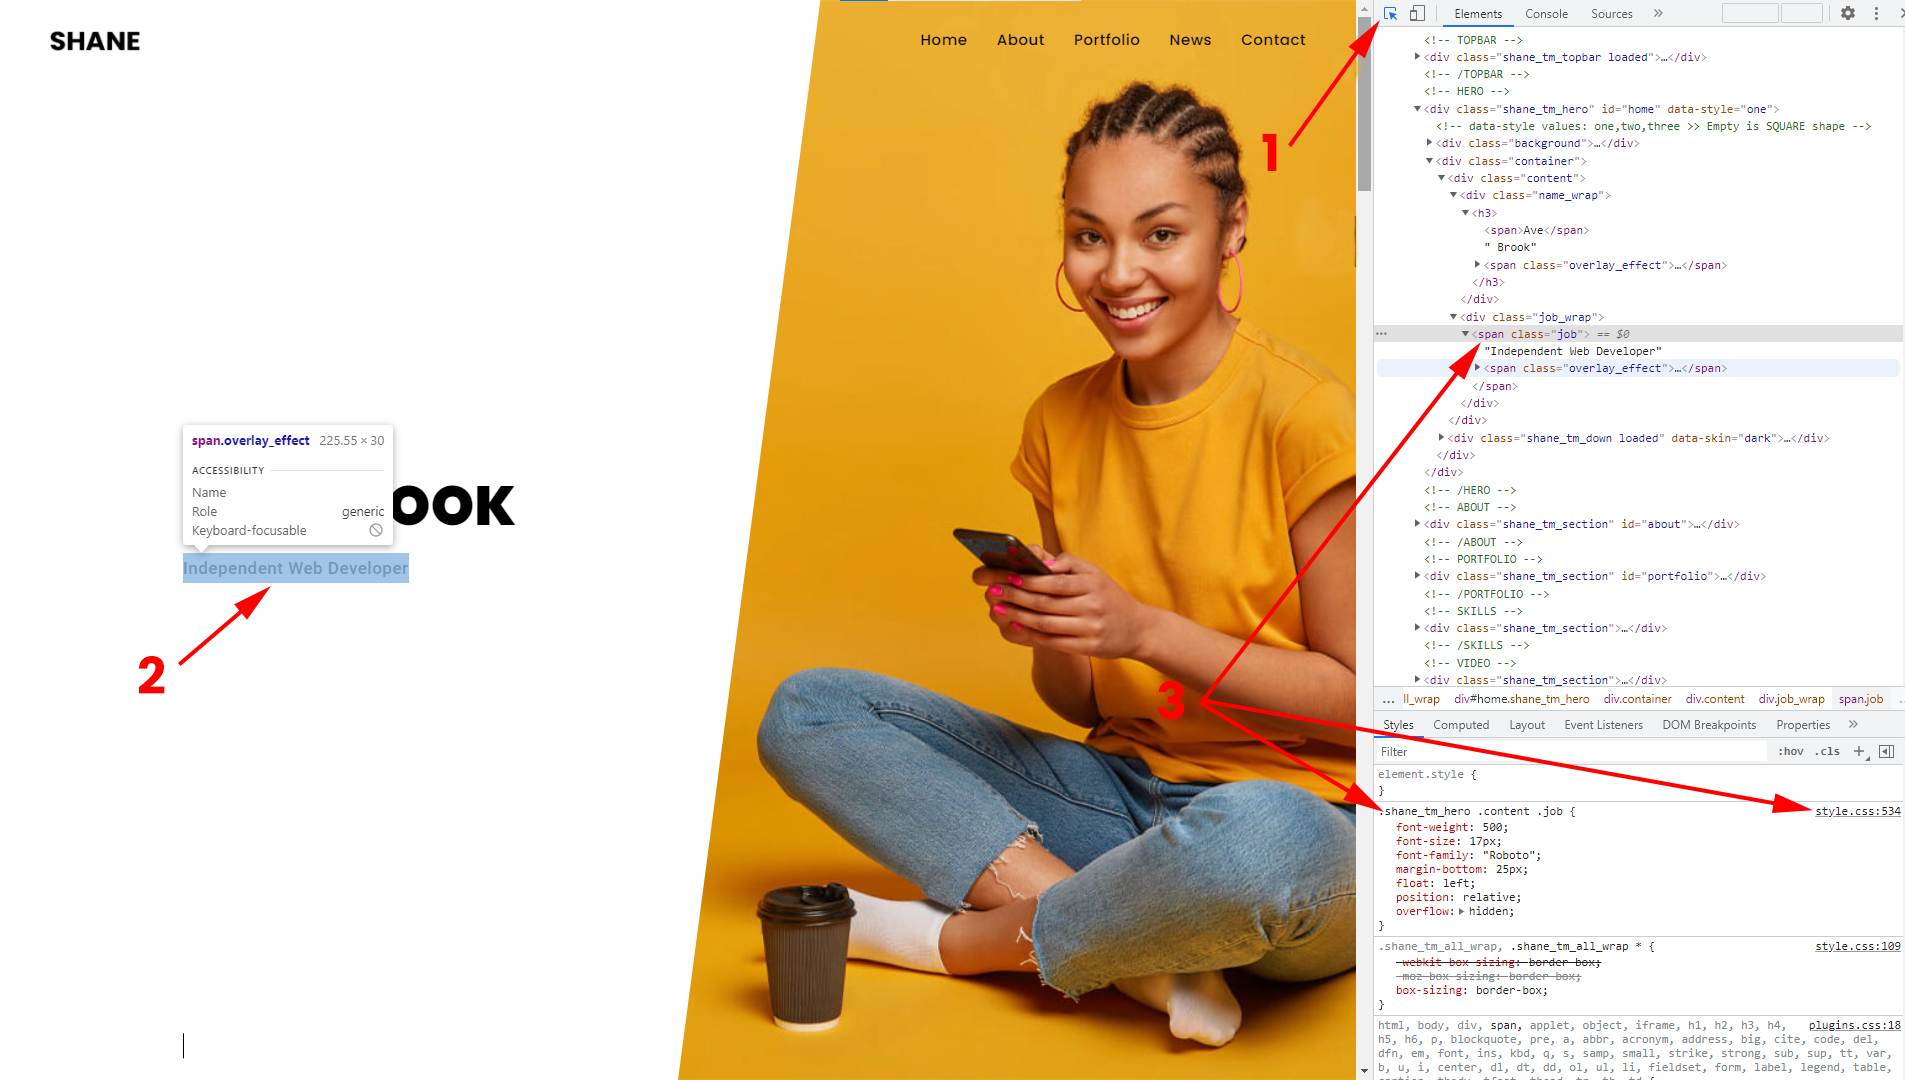 SHANE
Home About Portfolio News Contact
1
span.overlay_effect 225.55 × 30
ACCESSIBILITY
Name
Role generic
Keyboard-focusable
OOK
Independent Web Developer
2
3
Elements Console Sources »
<!-- TOPBAR -->
<div class="shane_tm_topbar loaded">…</div>
<!-- /TOPBAR -->
<!-- HERO -->
<div class="shane_tm_hero" id="home" data-style="one">
<!-- data-style values: one,two,three >> Empty is SQUARE shape -->
<div class="background">…</div>
<div class="container">
<div class="content">
<div class="name_wrap">
<h3>
<span>Ave</span>
" Brook"
<span class="overlay_effect">…</span>
</h3>
</div>
<div class="job_wrap">
… <span class="job"> == $0
"Independent Web Developer"
<span class="overlay_effect">…</span>
</span>
</div>
</div>
<div class="shane_tm_down loaded" data-skin="dark">…</div>
</div>
</div>
<!-- /HERO -->
<!-- ABOUT -->
<div class="shane_tm_section" id="about">…</div>
<!-- /ABOUT -->
<!-- PORTFOLIO -->
<div class="shane_tm_section" id="portfolio">…</div>
<!-- /PORTFOLIO -->
<!-- SKILLS -->
<div class="shane_tm_section">…</div>
<!-- /SKILLS -->
<!-- VIDEO -->
<div class="shane_tm_section">…</div>
… ll_wrap div#home.shane_tm_hero div.container div.content div.job_wrap span.job
Styles Computed Layout Event Listeners DOM Breakpoints Properties »
Filter :hov .cls +
element.style {
}
.shane_tm_hero .content .job { style.css:534
font-weight: 500;
font-size: 17px;
font-family: "Roboto";
margin-bottom: 25px;
float: left;
position: relative;
overflow: hidden;
}
.shane_tm_all_wrap, .shane_tm_all_wrap * { style.css:109
-webkit-box-sizing: border-box;
-moz-box-sizing: border-box;
box-sizing: border-box;
}
html, body, div, span, applet, object, iframe, h1, h2, h3, h4, plugins.css:18
h5, h6, p, blockquote, pre, a, abbr, acronym, address, big, cite, code, del,
dfn, em, font, ins, kbd, q, s, samp, small, strike, strong, sub, sup, tt, var,
b, u, i, center, dl, dt, dd, ol, ul, li, fieldset, form, label, legend, table,